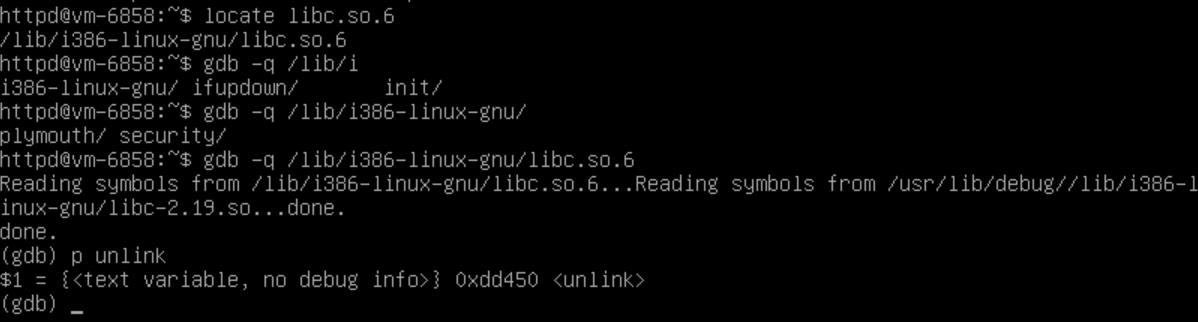 httpd@vm-6858:~$ locate libc.so.6
/lib/i386-linux-gnu/libc.so.6
httpd@vm-6858:~$ gdb -q /lib/i
i386-linux-gnu/ ifupdown/       init/
httpd@vm-6858:~$ gdb -q /lib/i386-linux-gnu/
plymouth/ security/
httpd@vm-6858:~$ gdb -q /lib/i386-linux-gnu/libc.so.6
Reading symbols from /lib/i386-linux-gnu/libc.so.6...Reading symbols from /usr/lib/debug//lib/i386-l
inux-gnu/libc-2.19.so...done.
done.
(gdb) p unlink
$1 = {<text variable, no debug info>} 0xdd450 <unlink>
(gdb) _